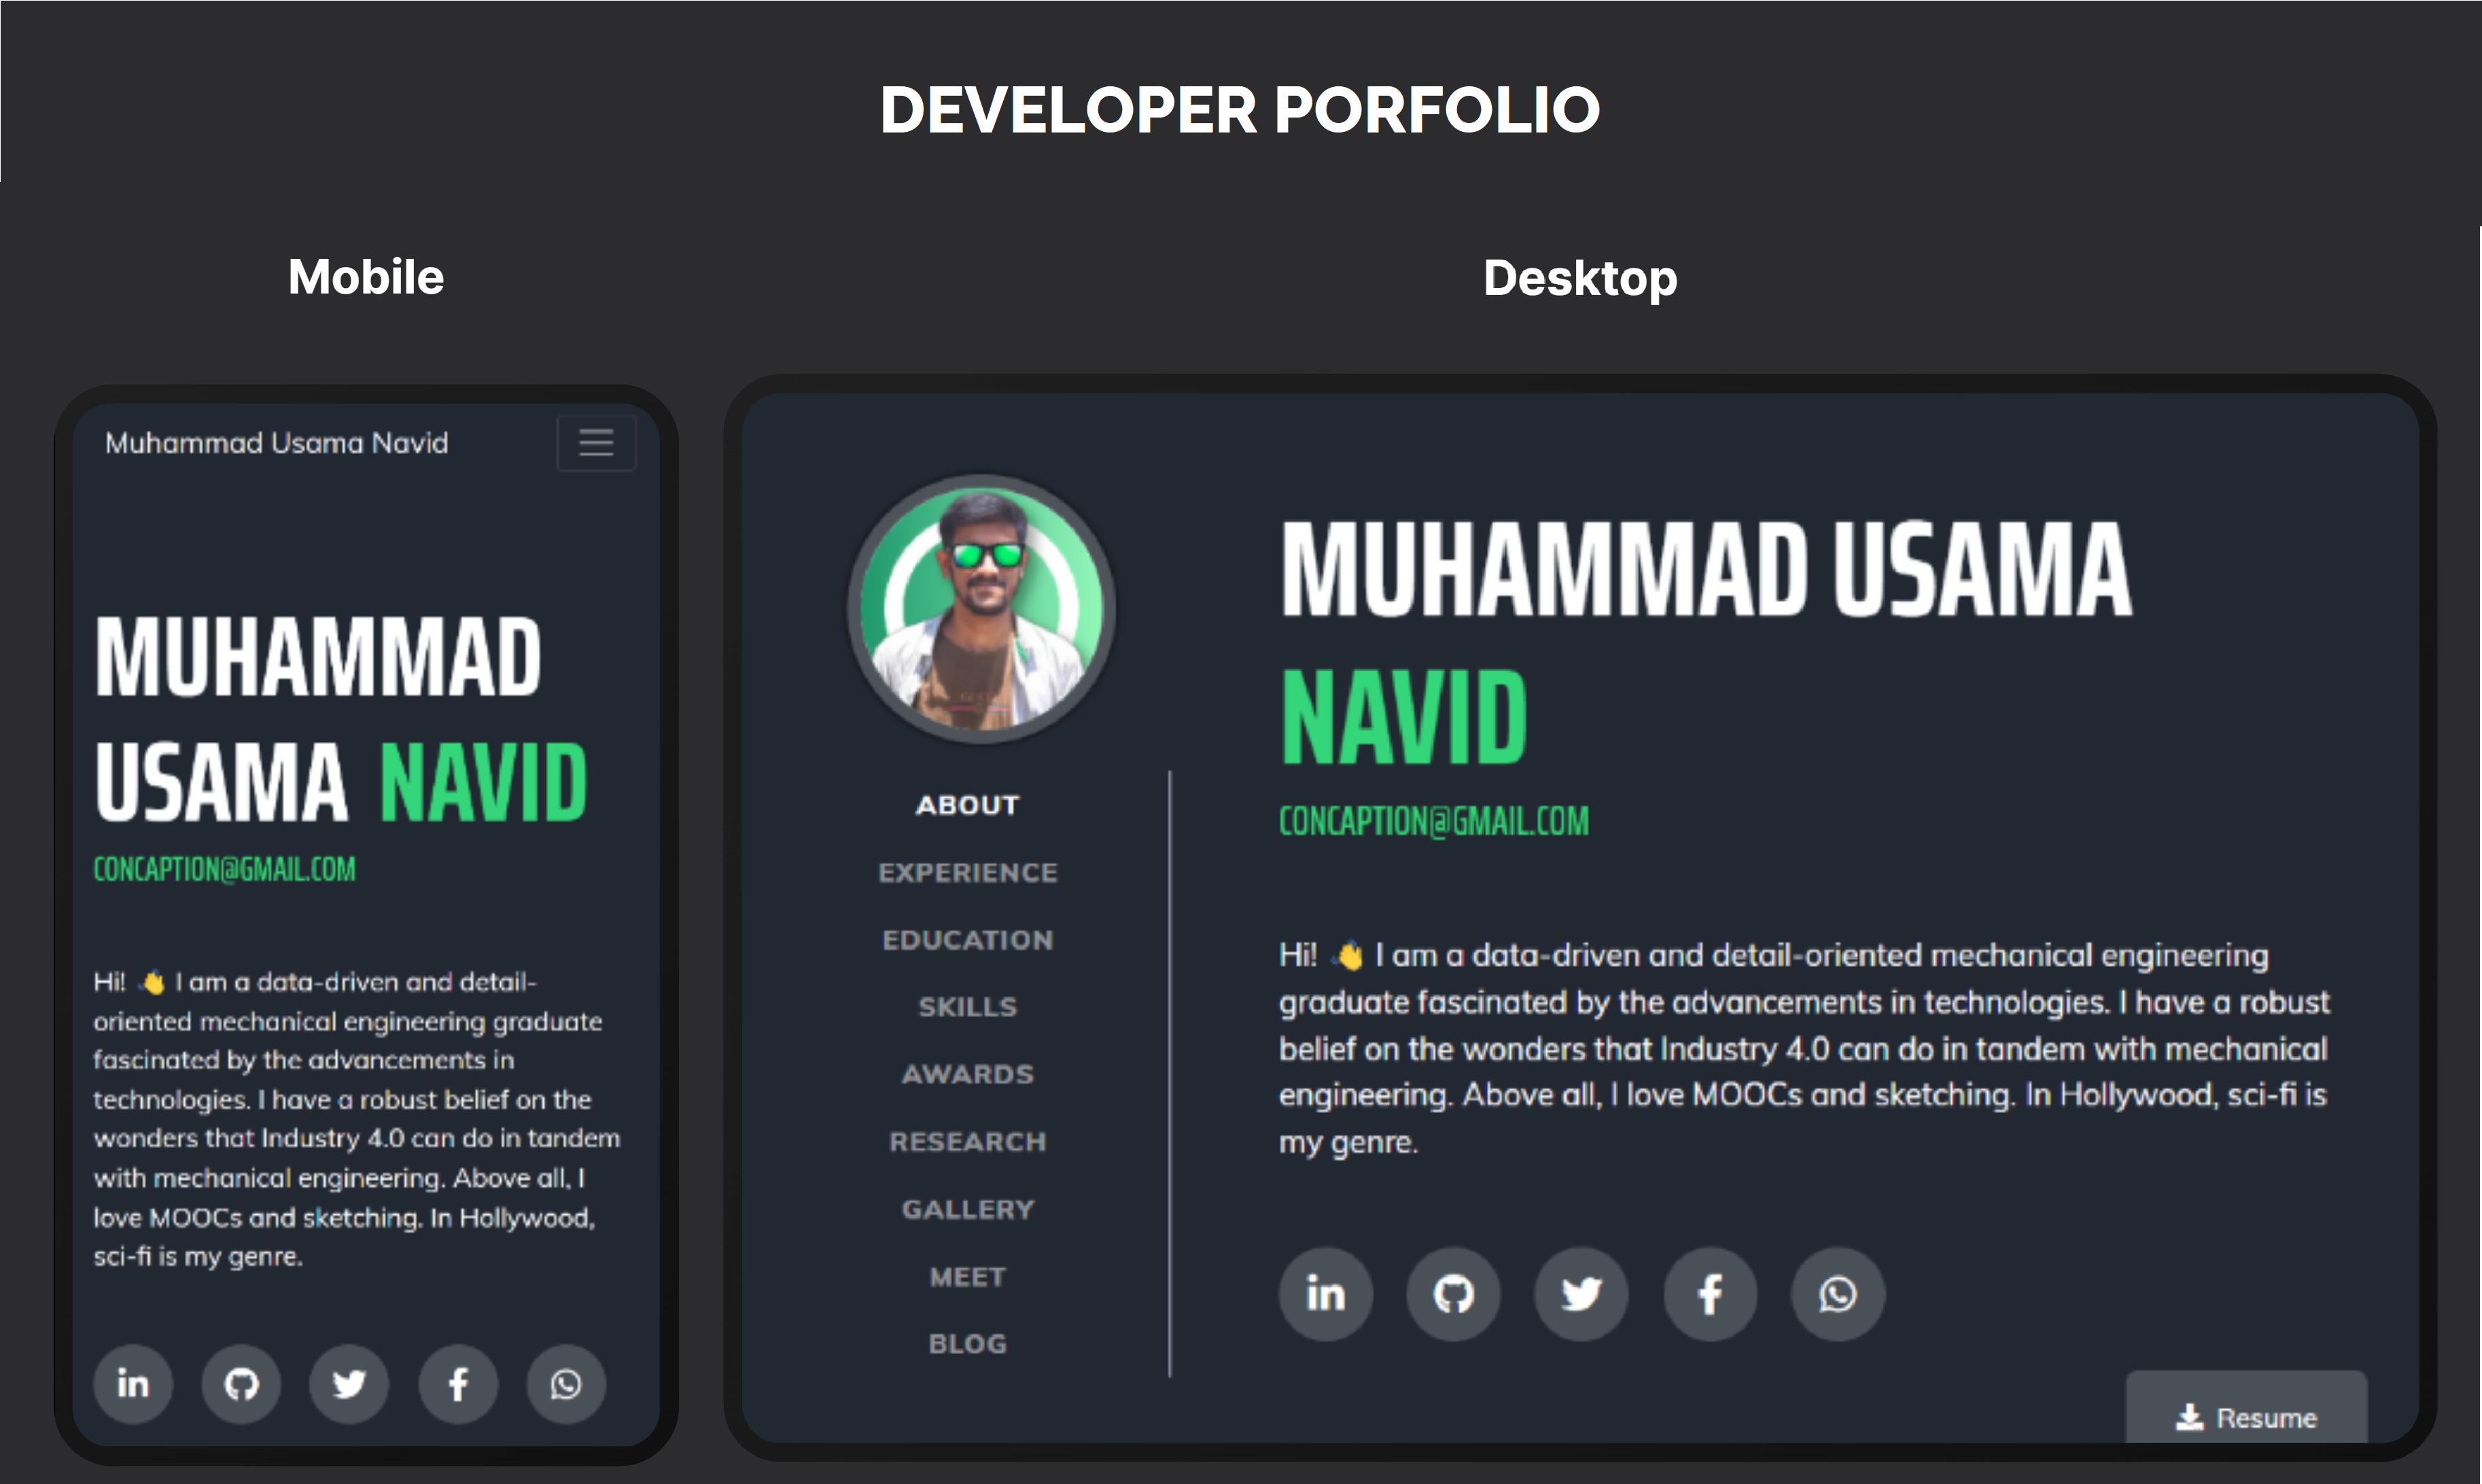 DEVELOPER PORFOLIO
Mobile
Desktop
Muhammad Usama Navid
MUHAMMAD
USAMA NAVID
CONCAPTION@GMAIL.COM
Hi! 👋 I am a data-driven and detail-
oriented mechanical engineering graduate
fascinated by the advancements in
technologies. I have a robust belief on the
wonders that Industry 4.0 can do in tandem
with mechanical engineering. Above all, I
love MOOCs and sketching. In Hollywood,
sci-fi is my genre.
in
ABOUT
EXPERIENCE
EDUCATION
SKILLS
AWARDS
RESEARCH
GALLERY
MEET
BLOG
MUHAMMAD USAMA
NAVID
CONCAPTION@GMAIL.COM
Hi! 👋 I am a data-driven and detail-oriented mechanical engineering
graduate fascinated by the advancements in technologies. I have a robust
belief on the wonders that Industry 4.0 can do in tandem with mechanical
engineering. Above all, I love MOOCs and sketching. In Hollywood, sci-fi is
my genre.
in
Resume